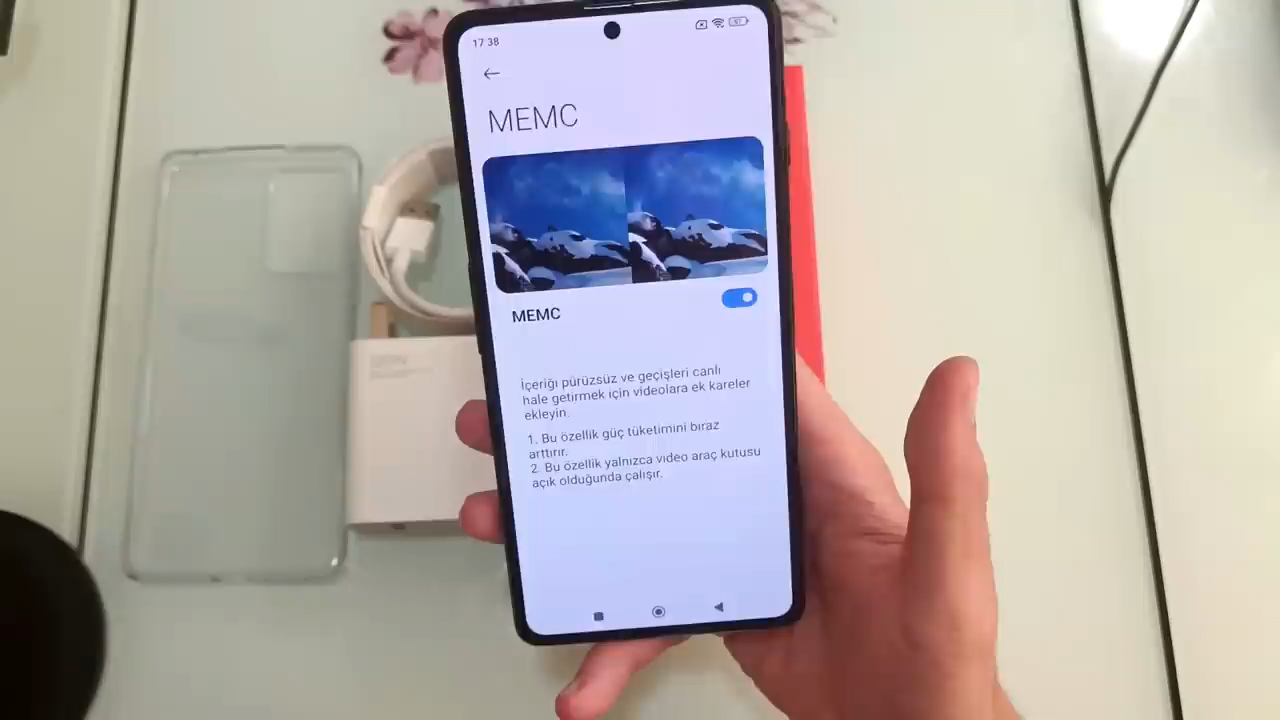 17 38
MEMC
MEMC
İçeriği pürüzsüz ve geçişleri canlı
hale getirmek için videolara ek kareler
ekleyin.
1. Bu özellik güç tüketimini biraz
arttırır.
2. Bu özellik yalnızca video araç kutusu
açık olduğunda çalışır.